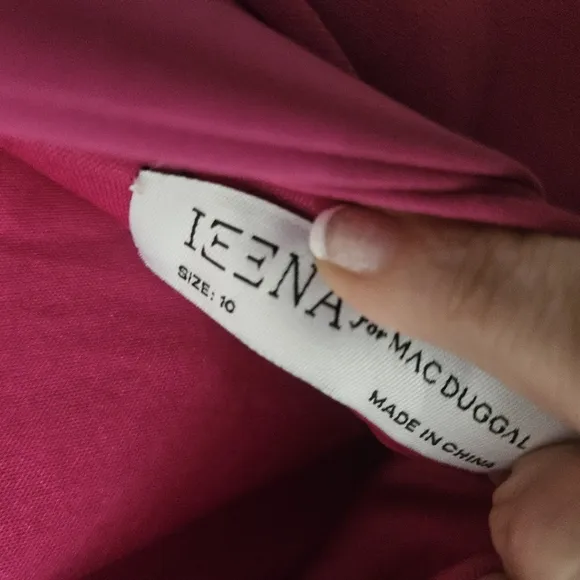 IEENA for MAC DUGGAL
SIZE: 10
MADE IN CHINA